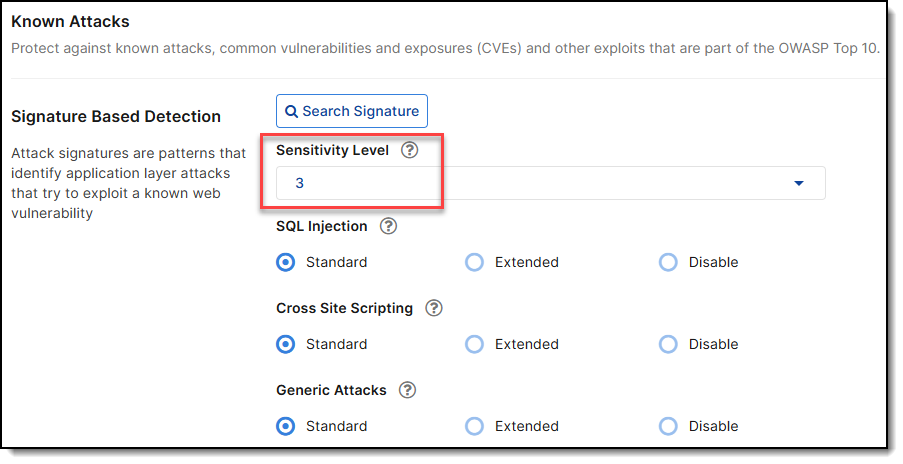 Known Attacks
Protect against known attacks, common vulnerabilities and exposures (CVEs) and other exploits that are part of the OWASP Top 10.
Signature Based Detection
Attack signatures are patterns that
identify application layer attacks
that try to exploit a known web
vulnerability
Search Signature
Sensitivity Level ?
3
SQL Injection ?
Standard Extended Disable
Cross Site Scripting ?
Standard Extended Disable
Generic Attacks ?
Standard Extended Disable